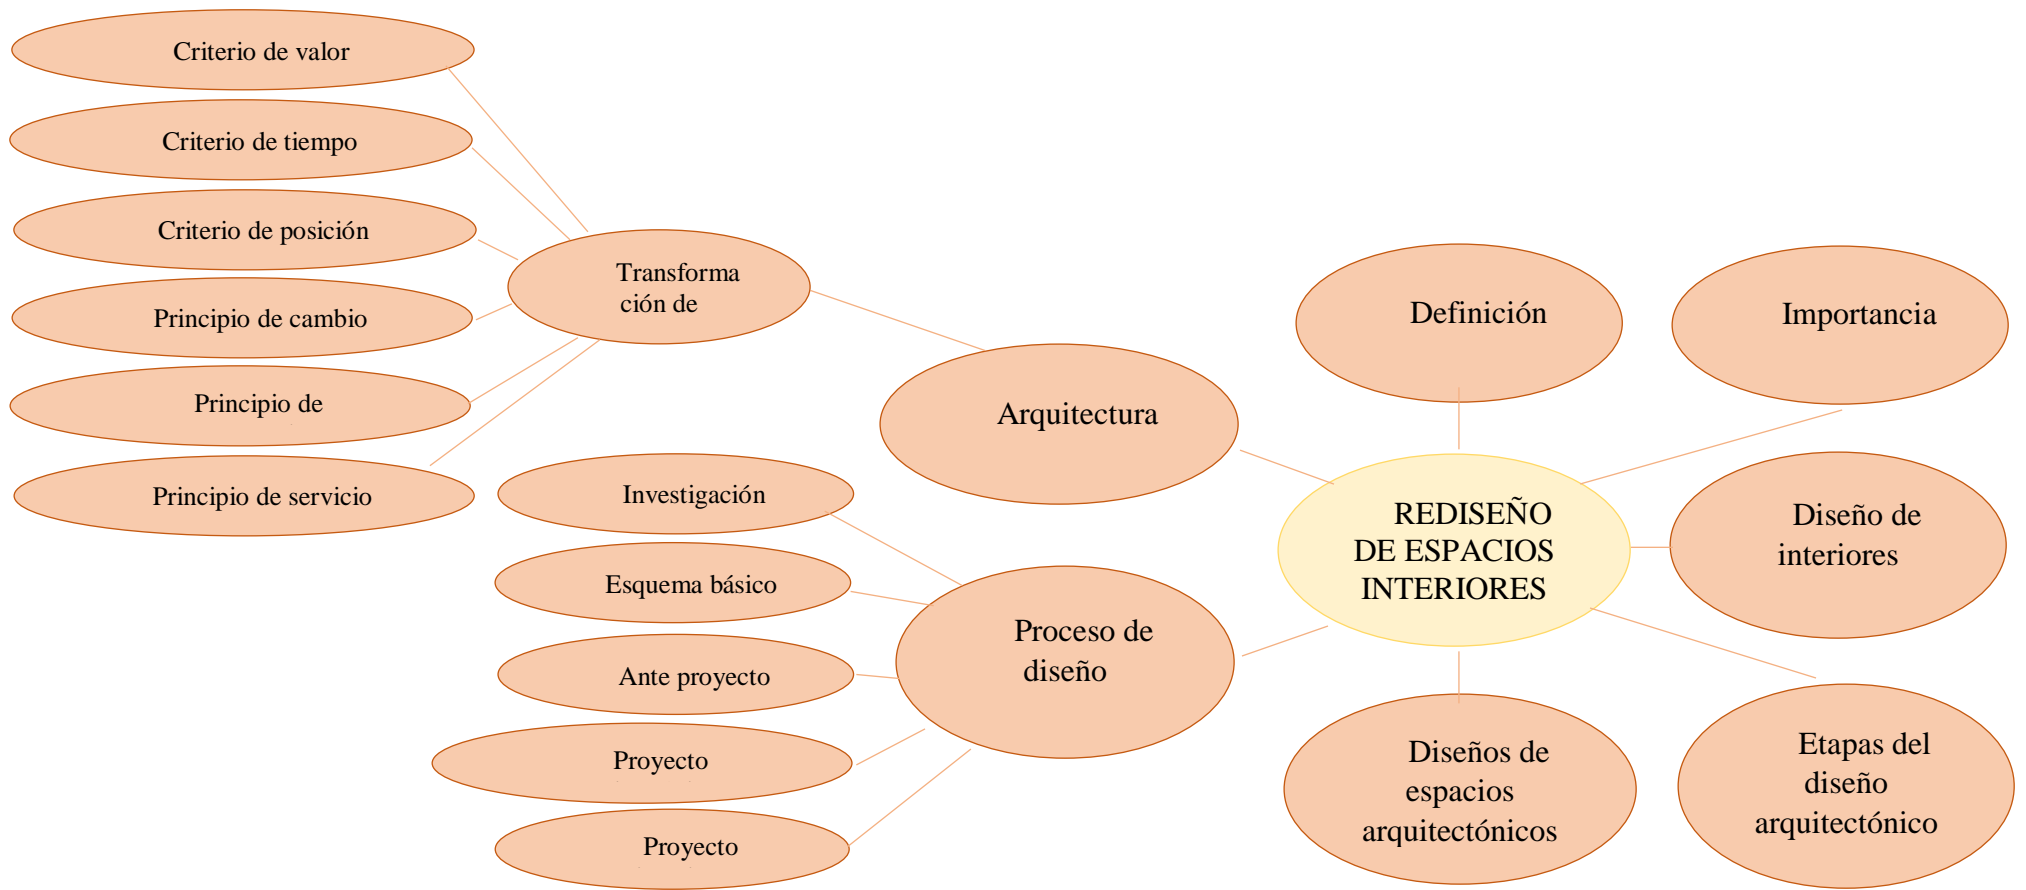 Criterio de valor
Criterio de tiempo
Criterio de posición
Principio de cambio
Principio de
Principio de servicio
Transforma
ción de
Arquitectura
Investigación
Esquema básico
Ante proyecto
Proyecto
Proyecto
Proceso de
diseño
Definición
Importancia
REDISEÑO
DE ESPACIOS
INTERIORES
Diseño de
interiores
Diseños de
espacios
arquitectónicos
Etapas del
diseño
arquitectónico